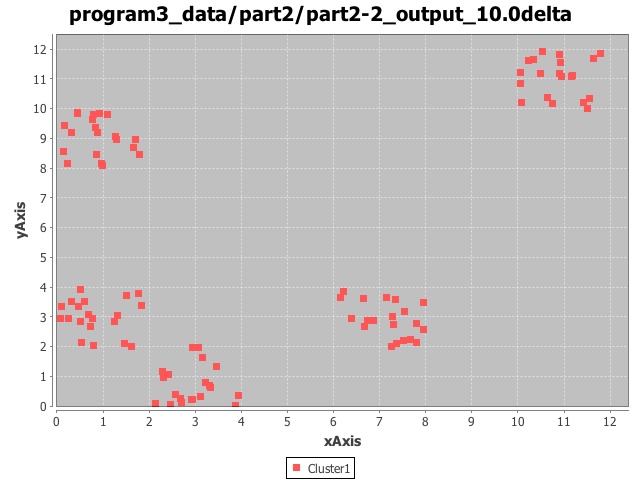 program3_data/part2/part2-2_output_10.0delta
12
11
10
9
8
7
6
5
4
3
2
1
0
yAxis
0 1 2 3 4 5 6 7 8 9 10 11 12
xAxis
Cluster1